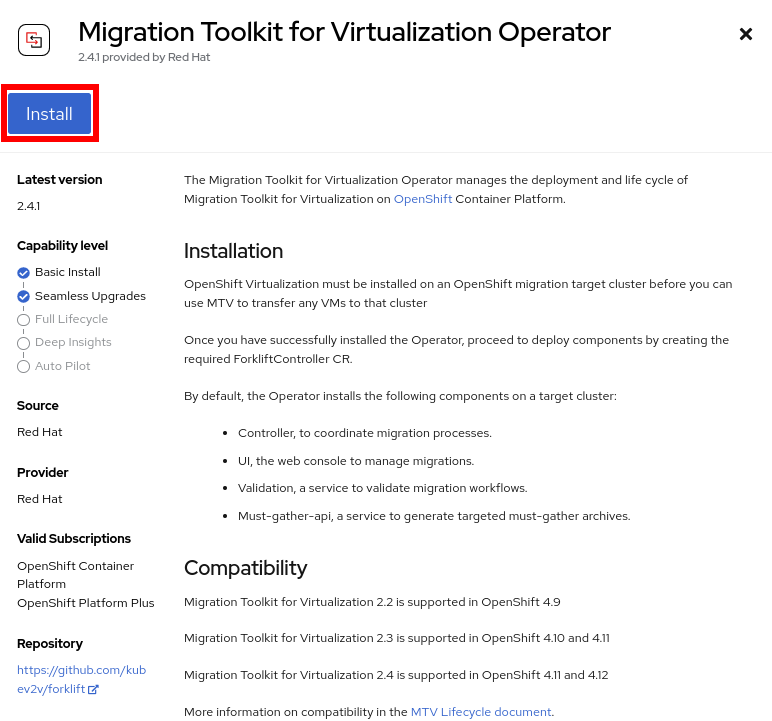 Migration Toolkit for Virtualization Operator
2.4.1 provided by Red Hat
Install
Latest version
2.4.1
Capability level
Basic Install
Seamless Upgrades
Full Lifecycle
Deep Insights
Auto Pilot
Source
Red Hat
Provider
Red Hat
Valid Subscriptions
OpenShift Container
Platform
OpenShift Platform Plus
Repository
https://github.com/kub
ev2v/forklift
The Migration Toolkit for Virtualization Operator manages the deployment and life cycle of
Migration Toolkit for Virtualization on OpenShift Container Platform.
Installation
OpenShift Virtualization must be installed on an OpenShift migration target cluster before you can
use MTV to transfer any VMs to that cluster
Once you have successfully installed the Operator, proceed to deploy components by creating the
required ForkliftController CR.
By default, the Operator installs the following components on a target cluster:
• Controller, to coordinate migration processes.
• UI, the web console to manage migrations.
• Validation, a service to validate migration workflows.
• Must-gather-api, a service to generate targeted must-gather archives.
Compatibility
Migration Toolkit for Virtualization 2.2 is supported in OpenShift 4.9
Migration Toolkit for Virtualization 2.3 is supported in OpenShift 4.10 and 4.11
Migration Toolkit for Virtualization 2.4 is supported in OpenShift 4.11 and 4.12
More information on compatibility in the MTV Lifecycle document.